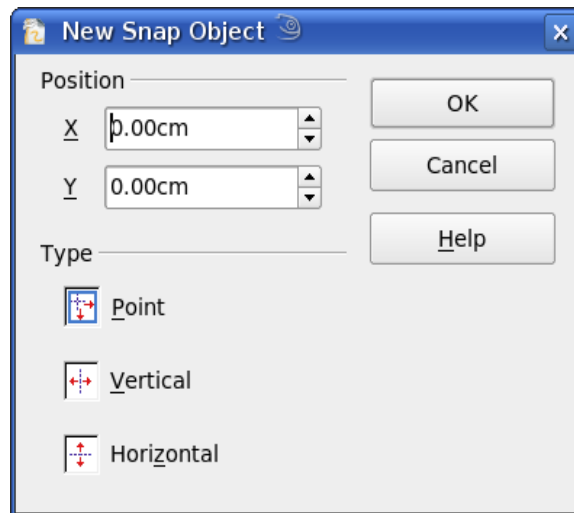 New Snap Object
Position
X 0.00cm
Y 0.00cm
Type
Point
Vertical
Horizontal
OK
Cancel
Help